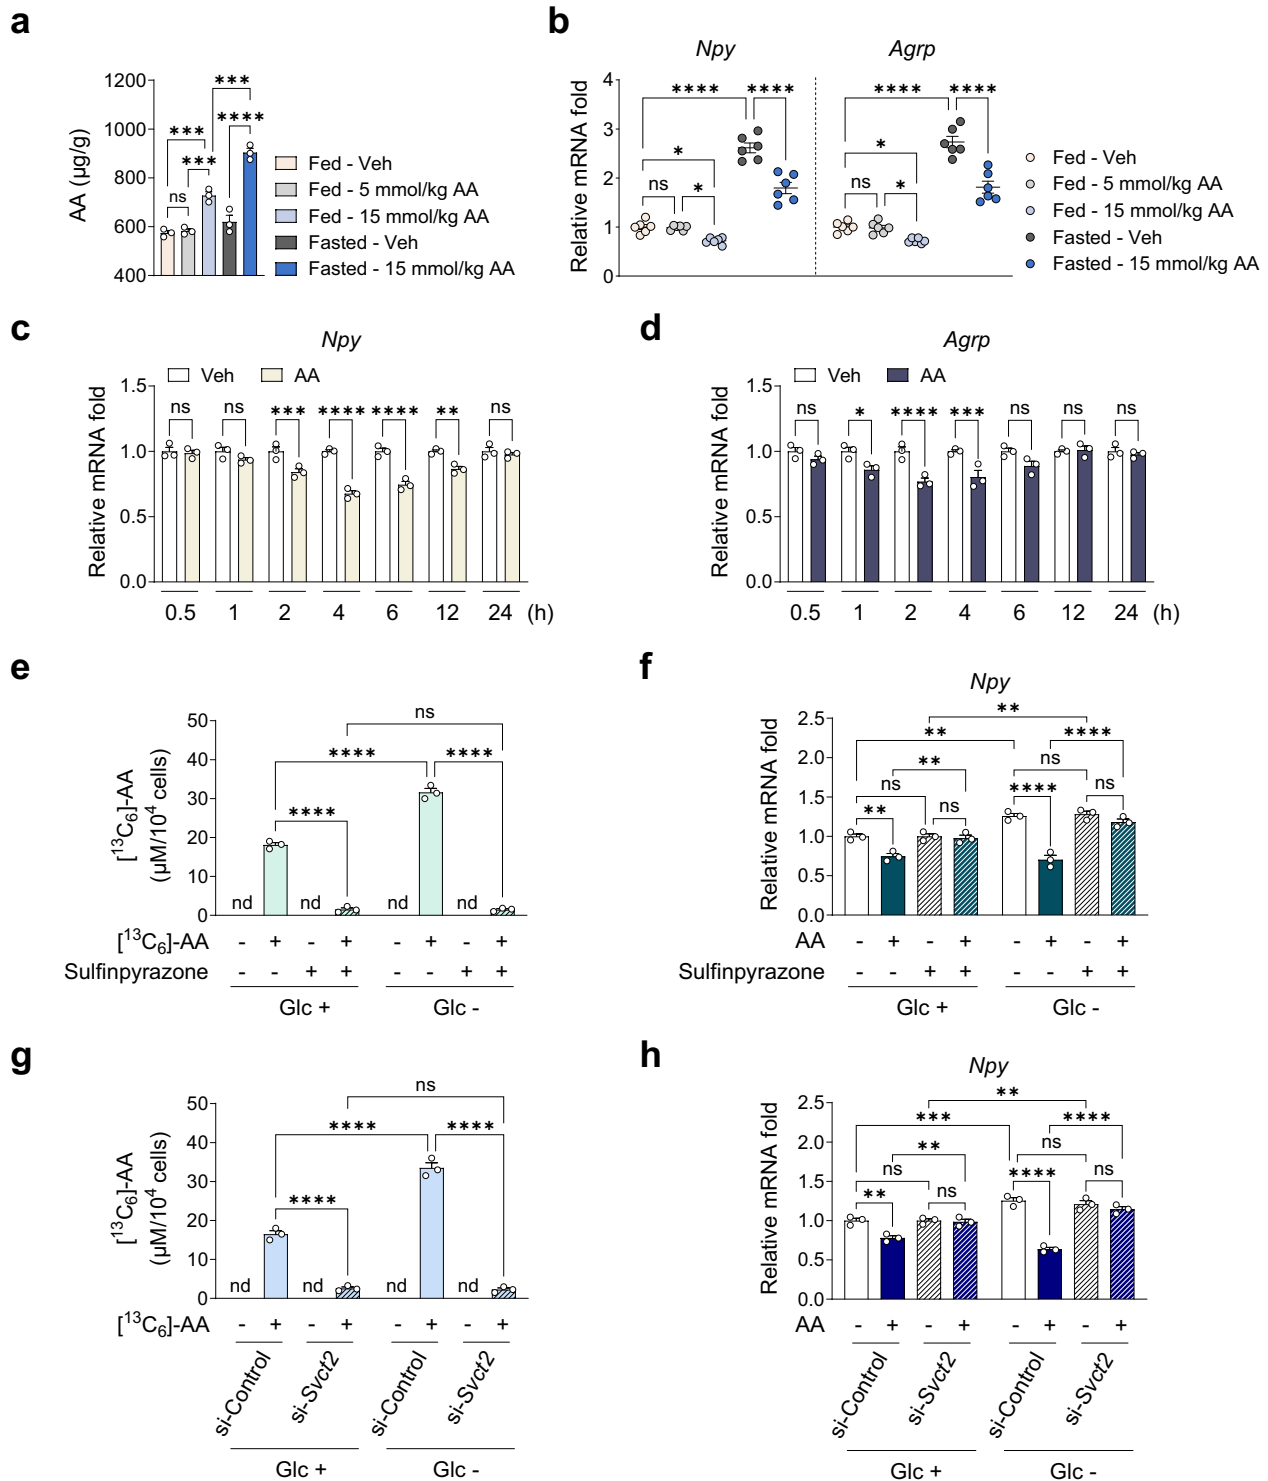 a
AA (µg/g)
1200
1000
800
600
400
ns
***
***
***
****
Fed - Veh
Fed - 5 mmol/kg AA
Fed - 15 mmol/kg AA
Fasted - Veh
Fasted - 15 mmol/kg AA
b
Npy
Agrp
Relative mRNA fold
4
3
2
1
0
**** ****
*
ns *
**** ****
*
ns *
Fed - Veh
Fed - 5 mmol/kg AA
Fed - 15 mmol/kg AA
Fasted - Veh
Fasted - 15 mmol/kg AA
c
Npy
Veh AA
Relative mRNA fold
1.5
1.0
0.5
0.0
ns ns *** **** **** ** ns
0.5 1 2 4 6 12 24 (h)
d
Agrp
Veh AA
Relative mRNA fold
1.5
1.0
0.5
0.0
ns * **** *** ns ns ns
0.5 1 2 4 6 12 24 (h)
e
[13C6]-AA
(µM/10⁴ cells)
50
40
30
20
10
0
ns
**** ****
****
nd nd nd nd
[13C6]-AA - + - + - + - +
Sulfinpyrazone - - + + - - + +
Glc + Glc -
f
Npy
Relative mRNA fold
2.5
2.0
1.5
1.0
0.5
0.0
**
** ****
** ns
ns **** ns
** ns
AA - + - + - + - +
Sulfinpyrazone - - + + - - + +
Glc + Glc -
g
[13C6]-AA
(µM/10⁴ cells)
50
40
30
20
10
0
ns
**** ****
****
nd nd nd nd
[13C6]-AA - + - + - + - +
si-Control si-Svct2 si-Control si-Svct2
Glc + Glc -
h
Npy
Relative mRNA fold
2.5
2.0
1.5
1.0
0.5
0.0
**
*** ****
** ns
ns **** ns
** ns
AA - + - + - + - +
si-Control si-Svct2 si-Control si-Svct2
Glc + Glc -